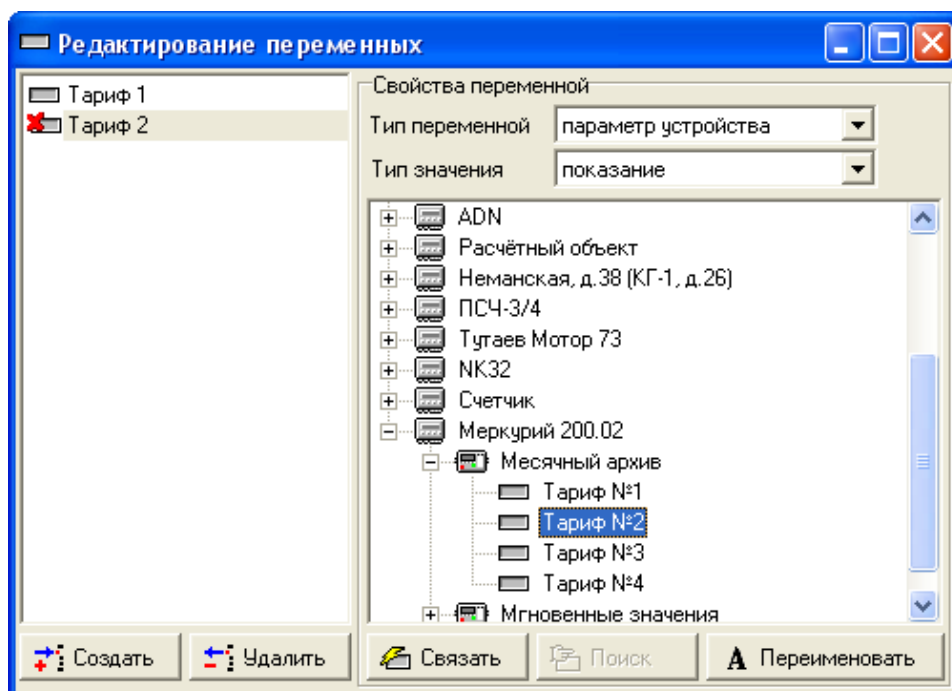 Редактирование переменных
Тариф 1
Тариф 2
Свойства переменной
Тип переменной параметр устройства
Тип значения показание
ADN
Расчётный объект
Неманская, д.38 (КГ-1, д.26)
ПСЧ-3/4
Тутаев Мотор 73
NK32
Счетчик
Меркурий 200.02
Месячный архив
Тариф №1
Тариф №2
Тариф №3
Тариф №4
Мгновенные значения
Создать Удалить Связать Поиск А Переименовать